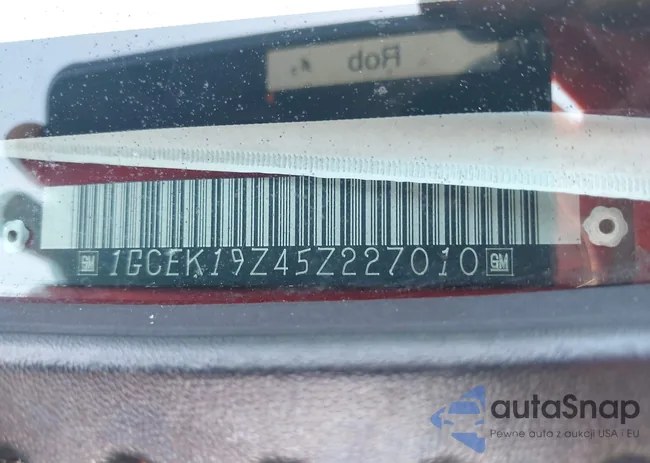 Rob
GM 1GCEK19Z45Z227010 GM
autaSnap
Pewne auta z aukcji USA i EU